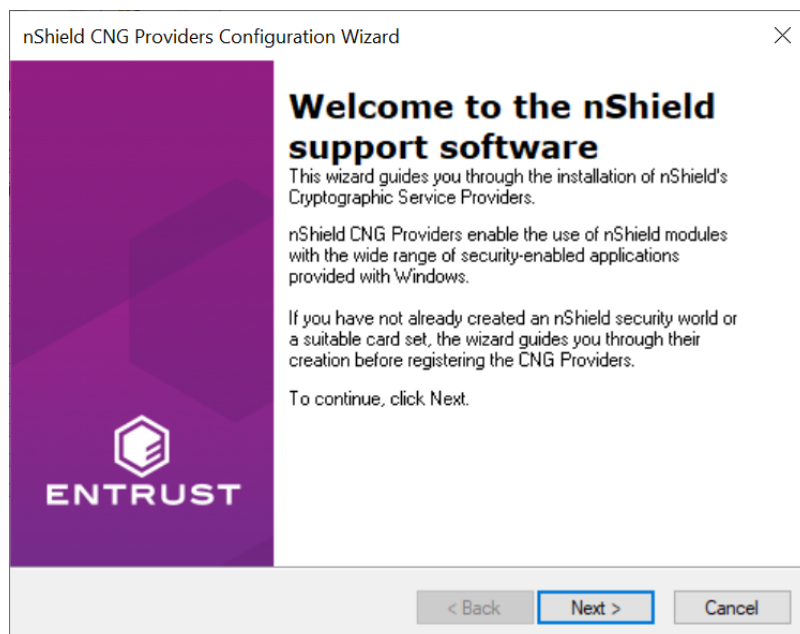 nShield CNG Providers Configuration Wizard
Welcome to the nShield
support software
This wizard guides you through the installation of nShield's
Cryptographic Service Providers.
nShield CNG Providers enable the use of nShield modules
with the wide range of security-enabled applications
provided with Windows.
If you have not already created an nShield security world or
a suitable card set, the wizard guides you through their
creation before registering the CNG Providers.
To continue, click Next.
ENTRUST
< Back Next > Cancel